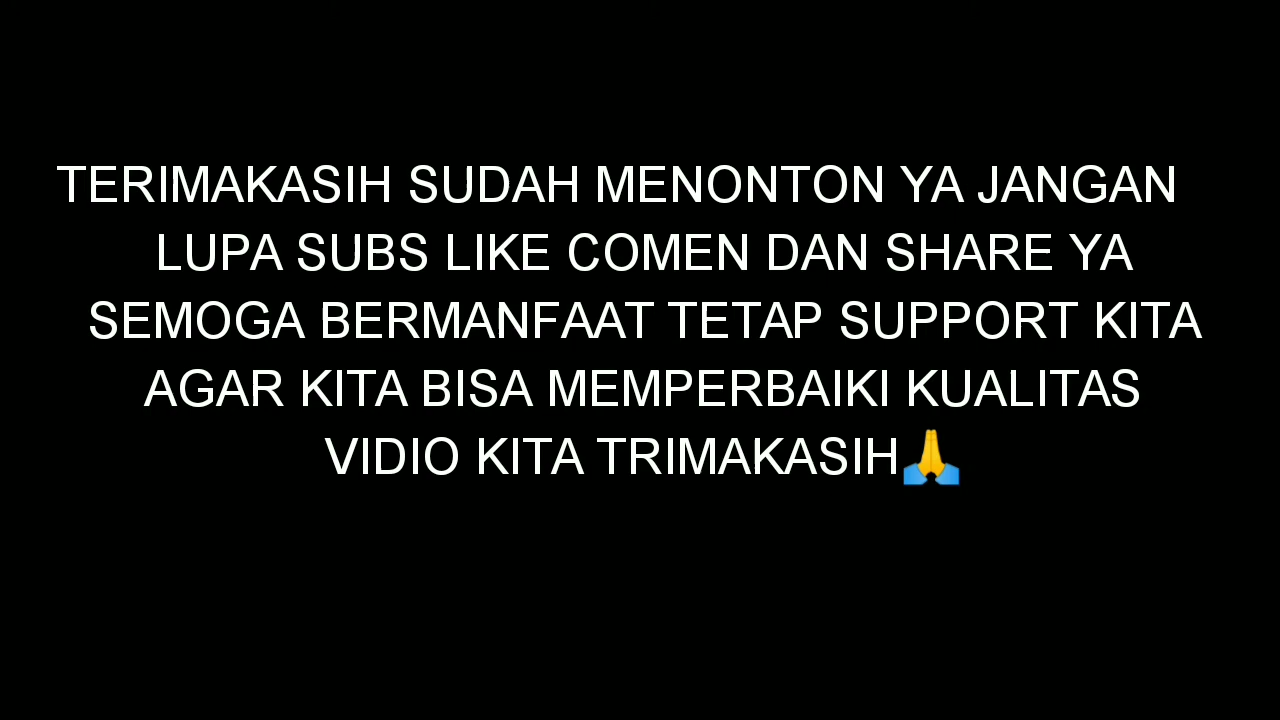 TERIMAKASIH SUDAH MENONTON YA JANGAN
LUPA SUBS LIKE COMEN DAN SHARE YA
SEMOGA BERMANFAAT TETAP SUPPORT KITA
AGAR KITA BISA MEMPERBAIKI KUALITAS
VIDIO KITA TRIMAKASIH🙏